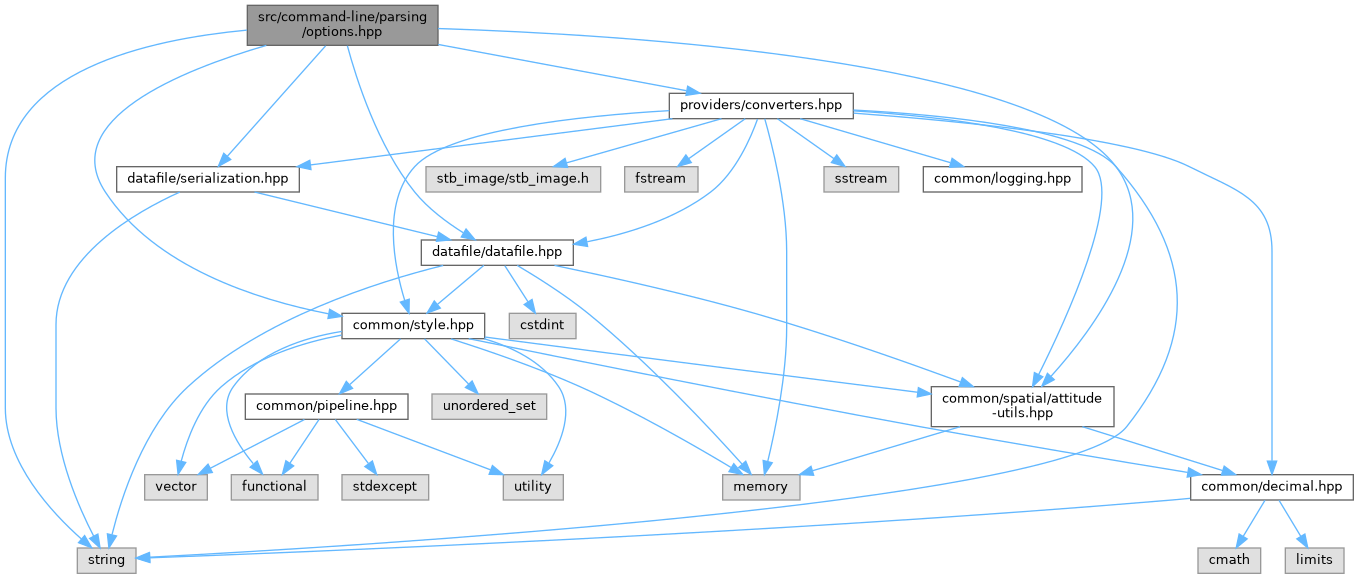 src/command-line/parsing
/options.hpp
providers/converters.hpp
datafile/serialization.hpp
stb_image/stb_image.h
fstream
sstream
common/logging.hpp
datafile/datafile.hpp
common/style.hpp
cstdint
common/pipeline.hpp
unordered_set
common/spatial/attitude
-utils.hpp
vector
functional
stdexcept
utility
memory
common/decimal.hpp
string
cmath
limits